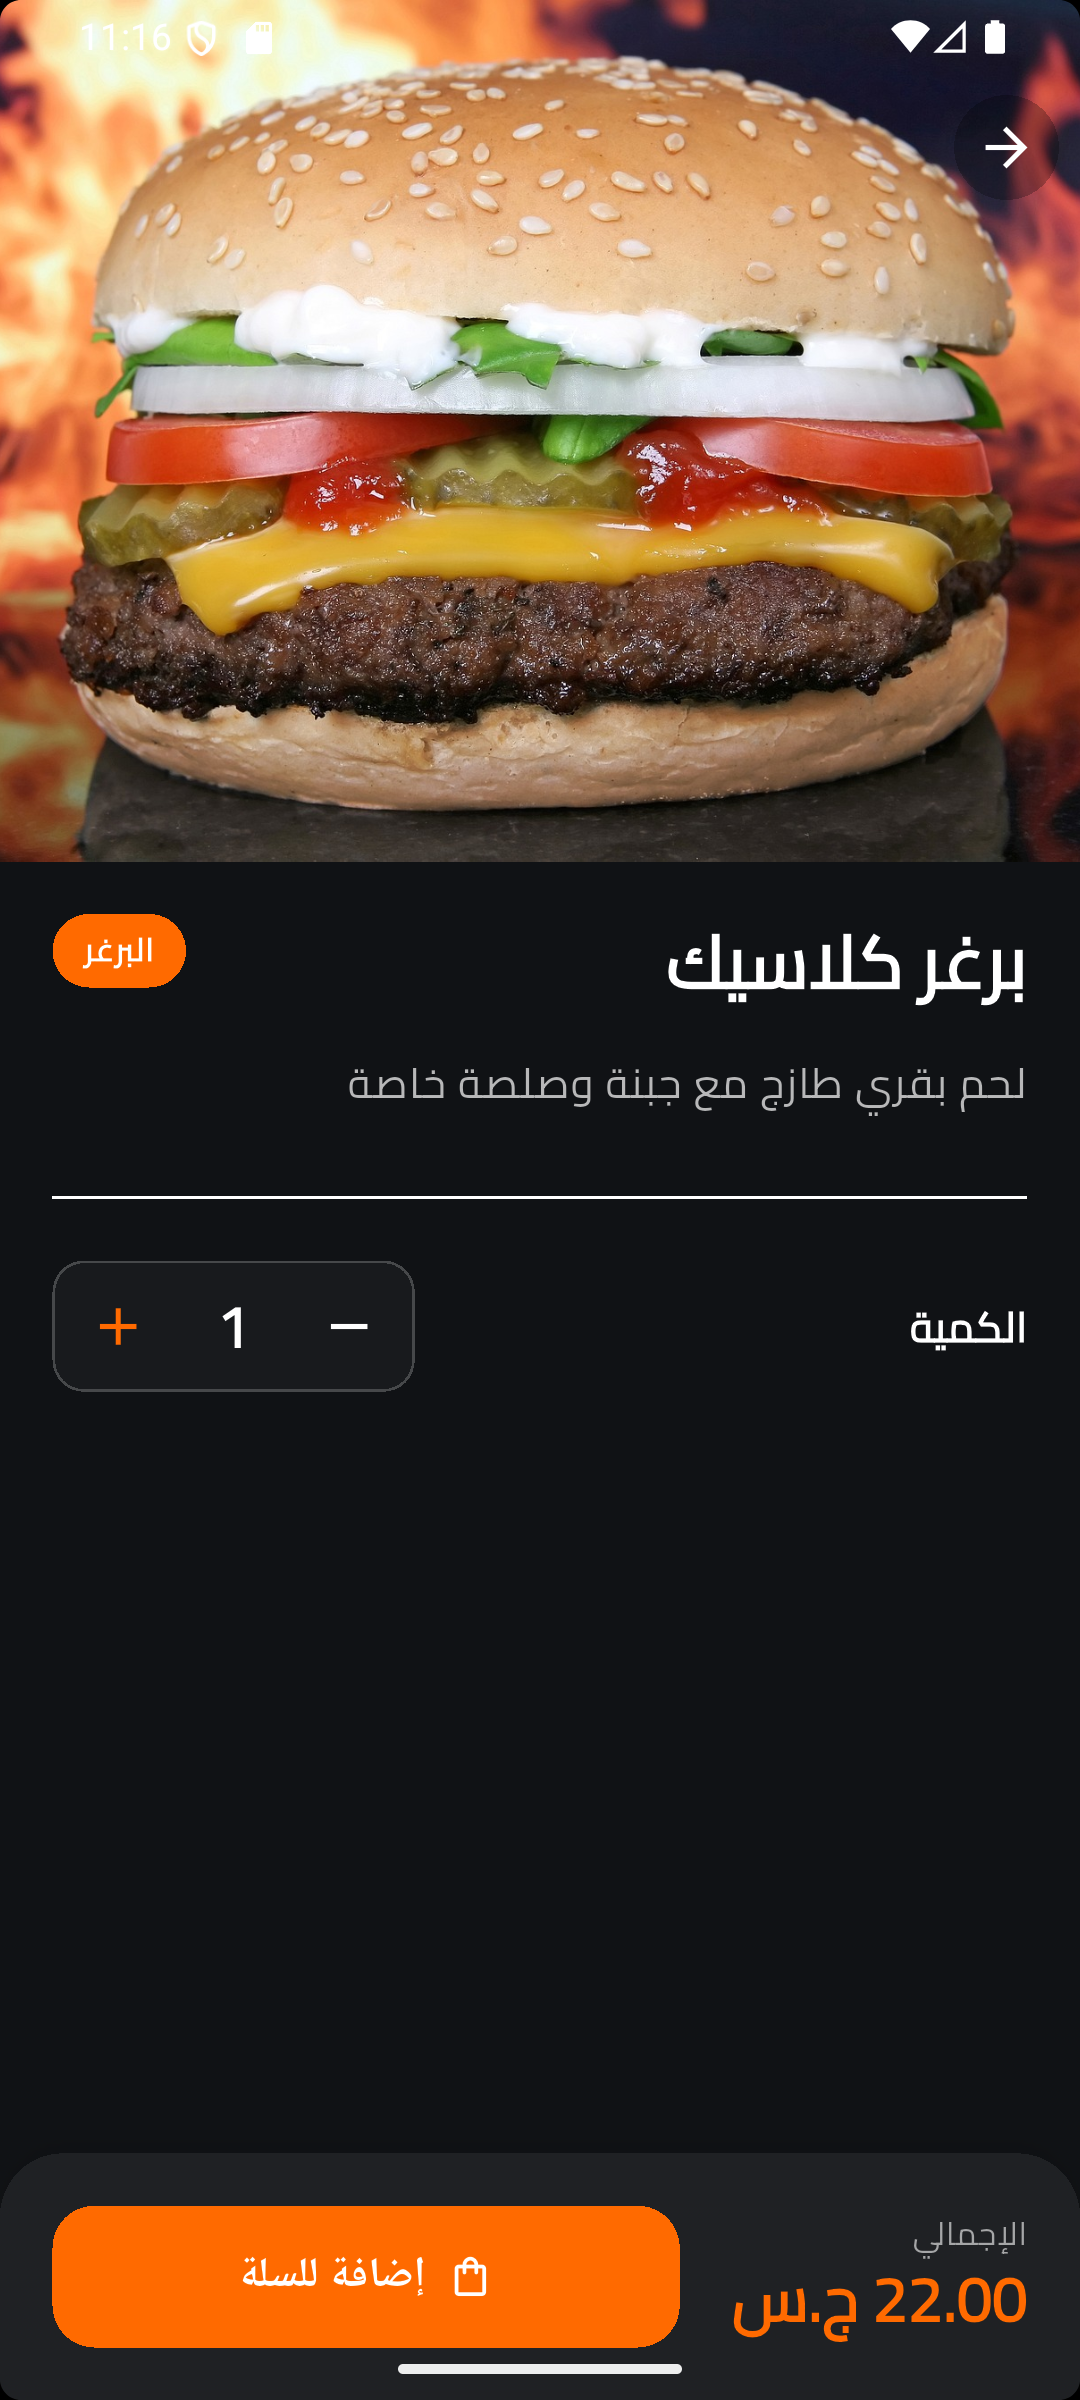 11:16
برغر كلاسيك
البرغر
لحم بقري طازج مع جبنة وصلصة خاصة
الكمية
1
الإجمالي
22.00 ج.س
إضافة للسلة